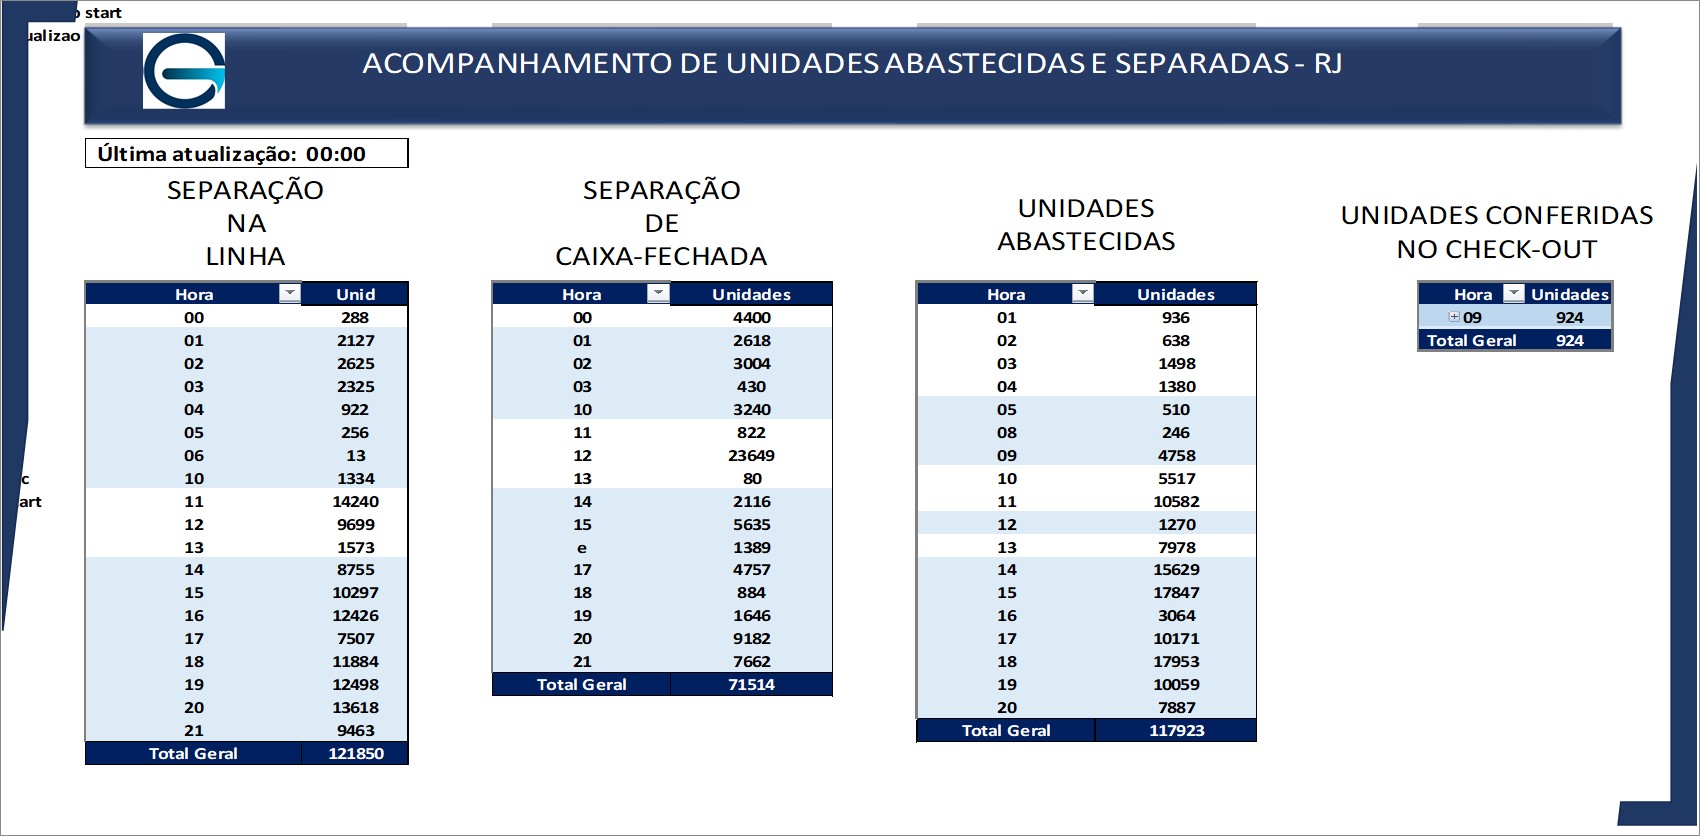 start
ACOMPANHAMENTO DE UNIDADES ABASTECIDAS E SEPARADAS - RJ
Última atualização: 00:00
SEPARAÇÃO
NA
LINHA
Hora Unid
00 288
01 2127
02 2625
03 2325
04 922
05 256
06 13
10 1334
11 14240
12 9699
13 1573
14 8755
15 10297
16 12426
17 7507
18 11884
19 12498
20 13618
21 9463
Total Geral 121850
SEPARAÇÃO
DE
CAIXA-FECHADA
Hora Unidades
00 4400
01 2618
02 3004
03 430
10 3240
11 822
12 23649
13 80
14 2116
15 5635
e 1389
17 4757
18 884
19 1646
20 9182
21 7662
Total Geral 71514
UNIDADES
ABASTECIDAS
Hora Unidades
01 936
02 638
03 1498
04 1380
05 510
08 246
09 4758
10 5517
11 10582
12 1270
13 7978
14 15629
15 17847
16 3064
17 10171
18 17953
19 10059
20 7887
Total Geral 117923
UNIDADES CONFERIDAS
NO CHECK-OUT
Hora Unidades
09 924
Total Geral 924